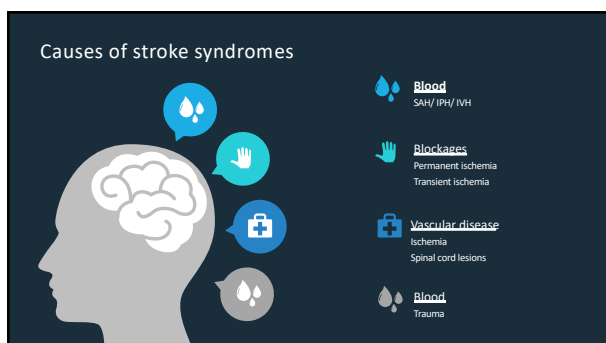 Causes of stroke syndromes
Blood
SAH/ IPH/ IVH
Blockages
Permanent ischemia
Transient ischemia
Vascular disease
Ischemia
Spinal cord lesions
Blood
Trauma